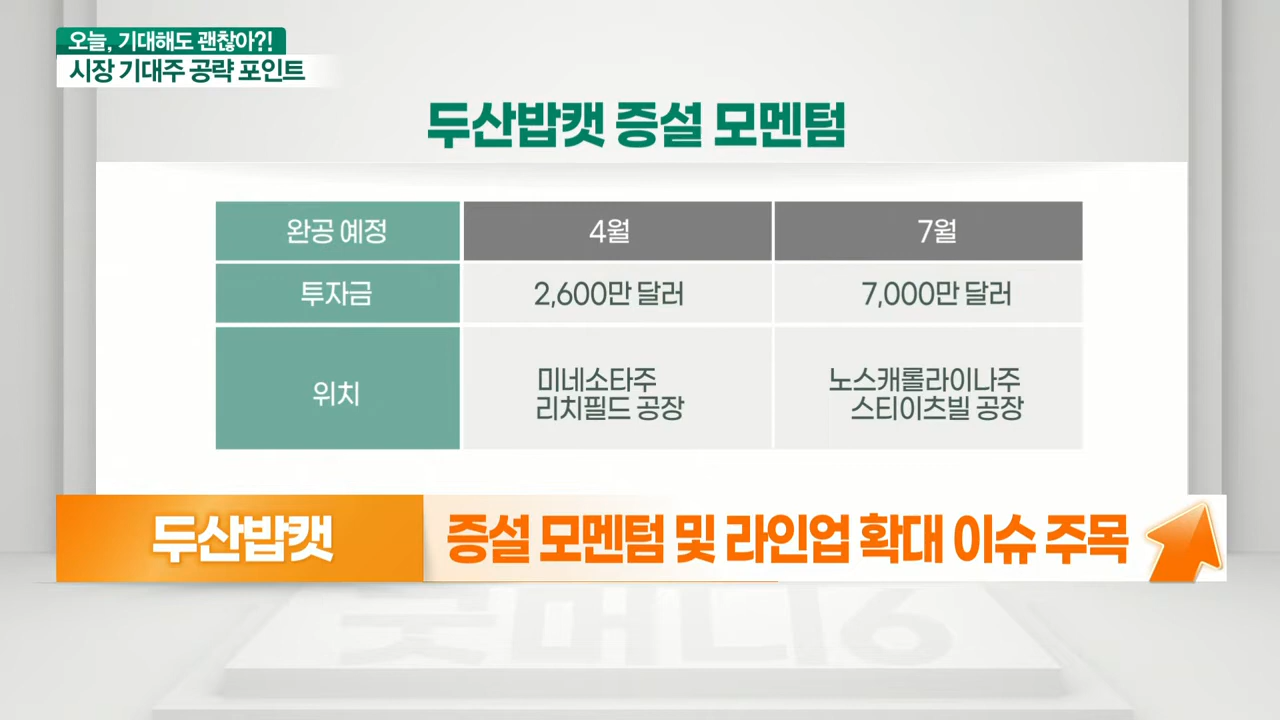 오늘, 기대해도 괜찮아?!
시장 기대주 공략 포인트
두산밥캣 증설 모멘텀
완공 예정 4월 7월
투자금 2,600만 달러 7,000만 달러
위치 미네소타주 노스캐롤라이나주
리치필드 공장 스티이츠빌 공장
두산밥캣 증설 모멘텀 및 라인업 확대 이슈 주목
굿머니6